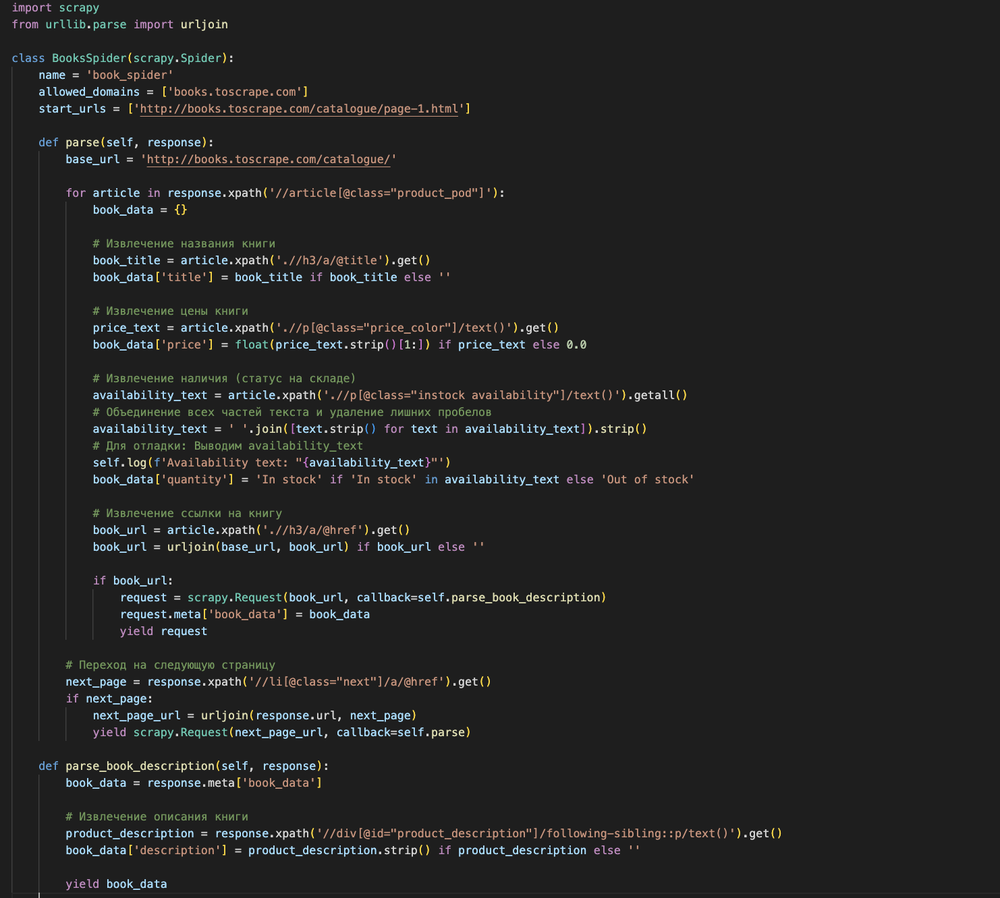 import scrapy
from urllib.parse import urljoin

class BooksSpider(scrapy.Spider):
    name = 'book_spider'
    allowed_domains = ['books.toscrape.com']
    start_urls = ['http://books.toscrape.com/catalogue/page-1.html']

    def parse(self, response):
        base_url = 'http://books.toscrape.com/catalogue/'

        for article in response.xpath('//article[@class="product_pod"]'):
            book_data = {}

            # Извлечение названия книги
            book_title = article.xpath('.//h3/a/@title').get()
            book_data['title'] = book_title if book_title else ''

            # Извлечение цены книги
            price_text = article.xpath('.//p[@class="price_color"]/text()').get()
            book_data['price'] = float(price_text.strip()[1:]) if price_text else 0.0

            # Извлечение наличия (статус на складе)
            availability_text = article.xpath('.//p[@class="instock availability"]/text()').getall()
            # Объединение всех частей текста и удаление лишних пробелов
            availability_text = ' '.join([text.strip() for text in availability_text]).strip()
            # Для отладки: Выводим availability_text
            self.log(f'Availability text: "{availability_text}"')
            book_data['quantity'] = 'In stock' if 'In stock' in availability_text else 'Out of stock'

            # Извлечение ссылки на книгу
            book_url = article.xpath('.//h3/a/@href').get()
            book_url = urljoin(base_url, book_url) if book_url else ''

            if book_url:
                request = scrapy.Request(book_url, callback=self.parse_book_description)
                request.meta['book_data'] = book_data
                yield request

        # Переход на следующую страницу
        next_page = response.xpath('//li[@class="next"]/a/@href').get()
        if next_page:
            next_page_url = urljoin(response.url, next_page)
            yield scrapy.Request(next_page_url, callback=self.parse)

    def parse_book_description(self, response):
        book_data = response.meta['book_data']

        # Извлечение описания книги
        product_description = response.xpath('//div[@id="product_description"]/following-sibling::p/text()').get()
        book_data['description'] = product_description.strip() if product_description else ''

        yield book_data